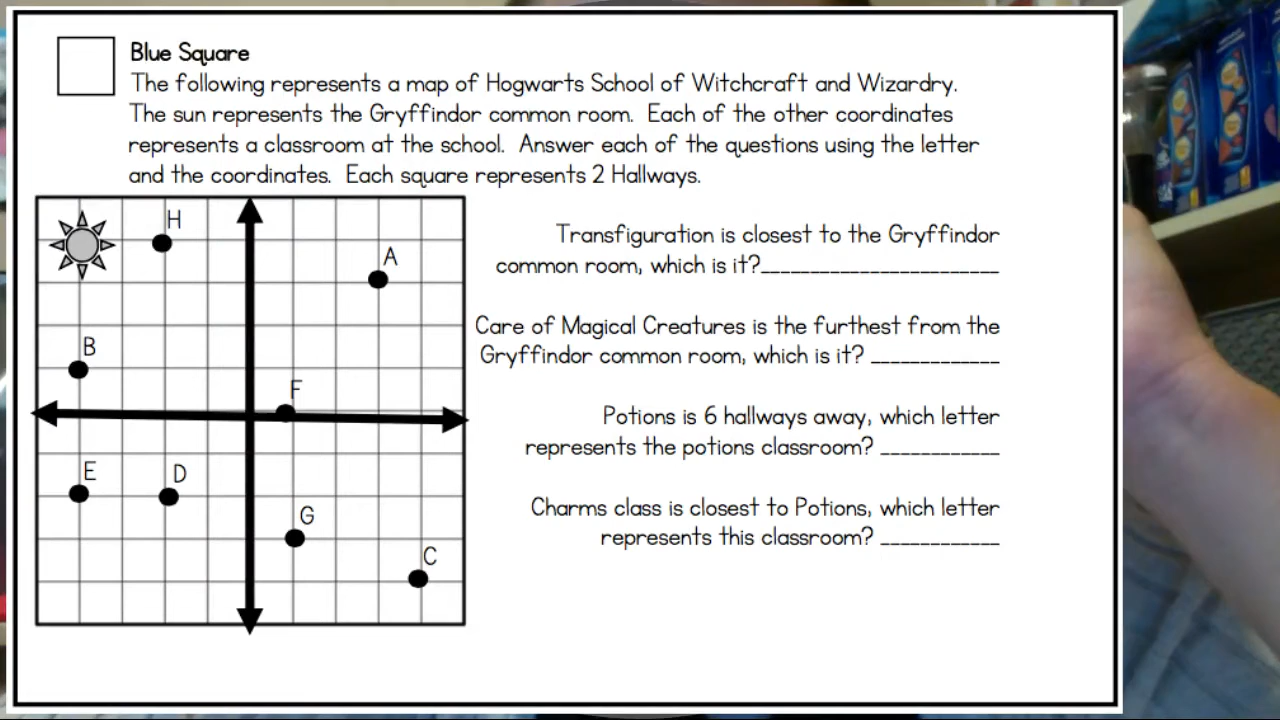 Blue Square
The following represents a map of Hogwarts School of Witchcraft and Wizardry.
The sun represents the Gryffindor common room.  Each of the other coordinates
represents a classroom at the school.  Answer each of the questions using the letter
and the coordinates.  Each square represents 2 Hallways.
H
A
B
F
E
D
G
C
Transfiguration is closest to the Gryffindor
common room, which is it?________________________
Care of Magical Creatures is the furthest from the
Gryffindor common room, which is it? _____________
Potions is 6 hallways away, which letter
represents the potions classroom? ____________
Charms class is closest to Potions, which letter
represents this classroom? ____________